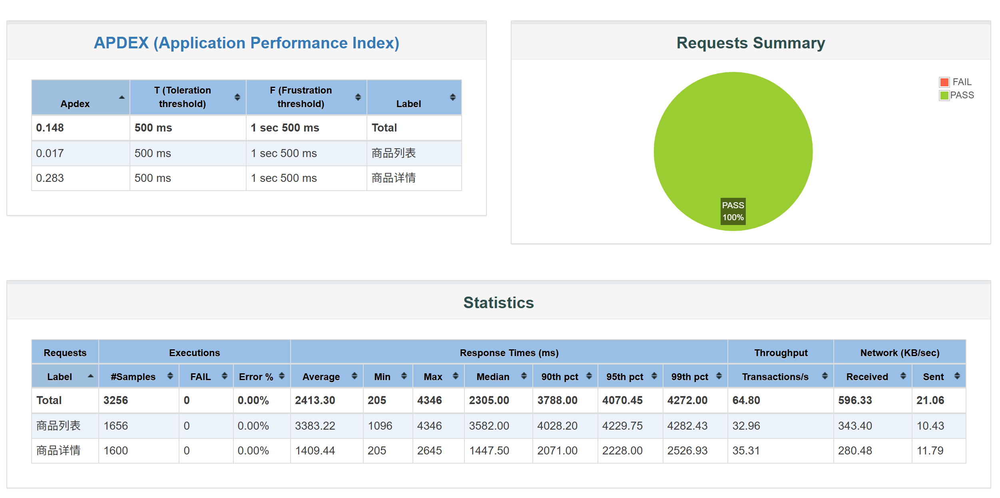 APDEX (Application Performance Index)
Apdex T (Toleration threshold) F (Frustration threshold) Label
0.148 500 ms 1 sec 500 ms Total
0.017 500 ms 1 sec 500 ms 商品列表
0.283 500 ms 1 sec 500 ms 商品详情
Requests Summary
FAIL
PASS
PASS
100%
Statistics
Requests Executions Response Times (ms) Throughput Network (KB/sec)
Label #Samples FAIL Error % Average Min Max Median 90th pct 95th pct 99th pct Transactions/s Received Sent
Total 3256 0 0.00% 2413.30 205 4346 2305.00 3788.00 4070.45 4272.00 64.80 596.33 21.06
商品列表 1656 0 0.00% 3383.22 1096 4346 3582.00 4028.20 4229.75 4282.43 32.96 343.40 10.43
商品详情 1600 0 0.00% 1409.44 205 2645 1447.50 2071.00 2228.00 2526.93 35.31 280.48 11.79